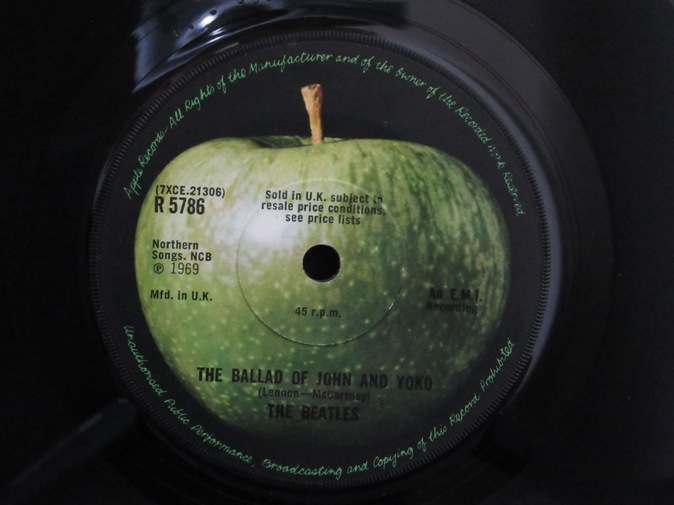 Apple Records All Rights of the Manufacturer and of the Owner of the Recorded Work Reserved
(7XCE.21306)
R 5786
Sold in U.K. subject to
resale price conditions,
see price lists
Northern
Songs. NCB
℗ 1969
Mfd. in U.K.
An E.M.I.
Recording
45 r.p.m.
THE BALLAD OF JOHN AND YOKO
(Lennon—McCartney)
THE BEATLES
Unauthorised Public Performance, Broadcasting and Copying of this Record Prohibited